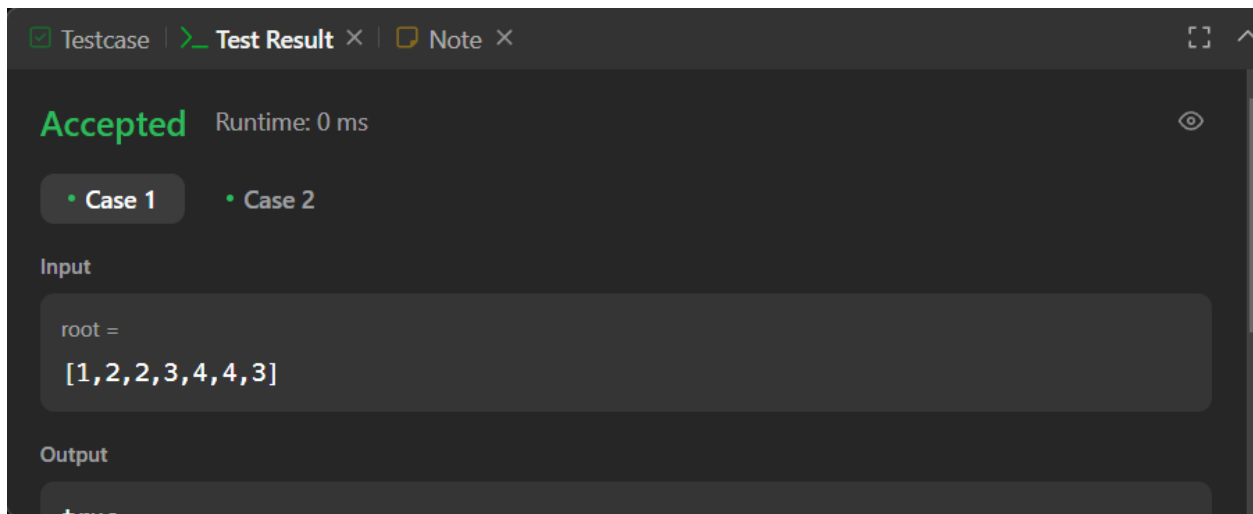 Testcase Test Result Note
Accepted Runtime: 0 ms
Case 1 Case 2
Input
root =
[1,2,2,3,4,4,3]
Output